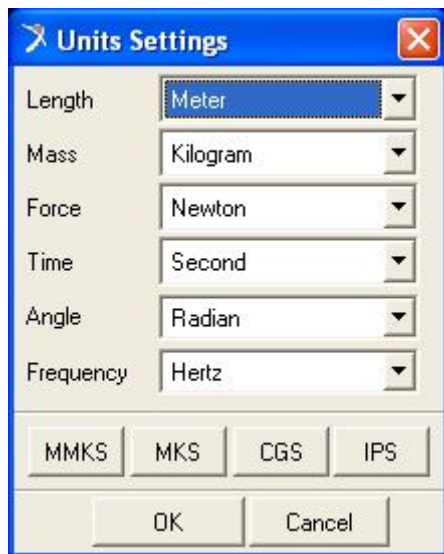 Units Settings
Length Meter
Mass Kilogram
Force Newton
Time Second
Angle Radian
Frequency Hertz
MMKS MKS CGS IPS
OK Cancel